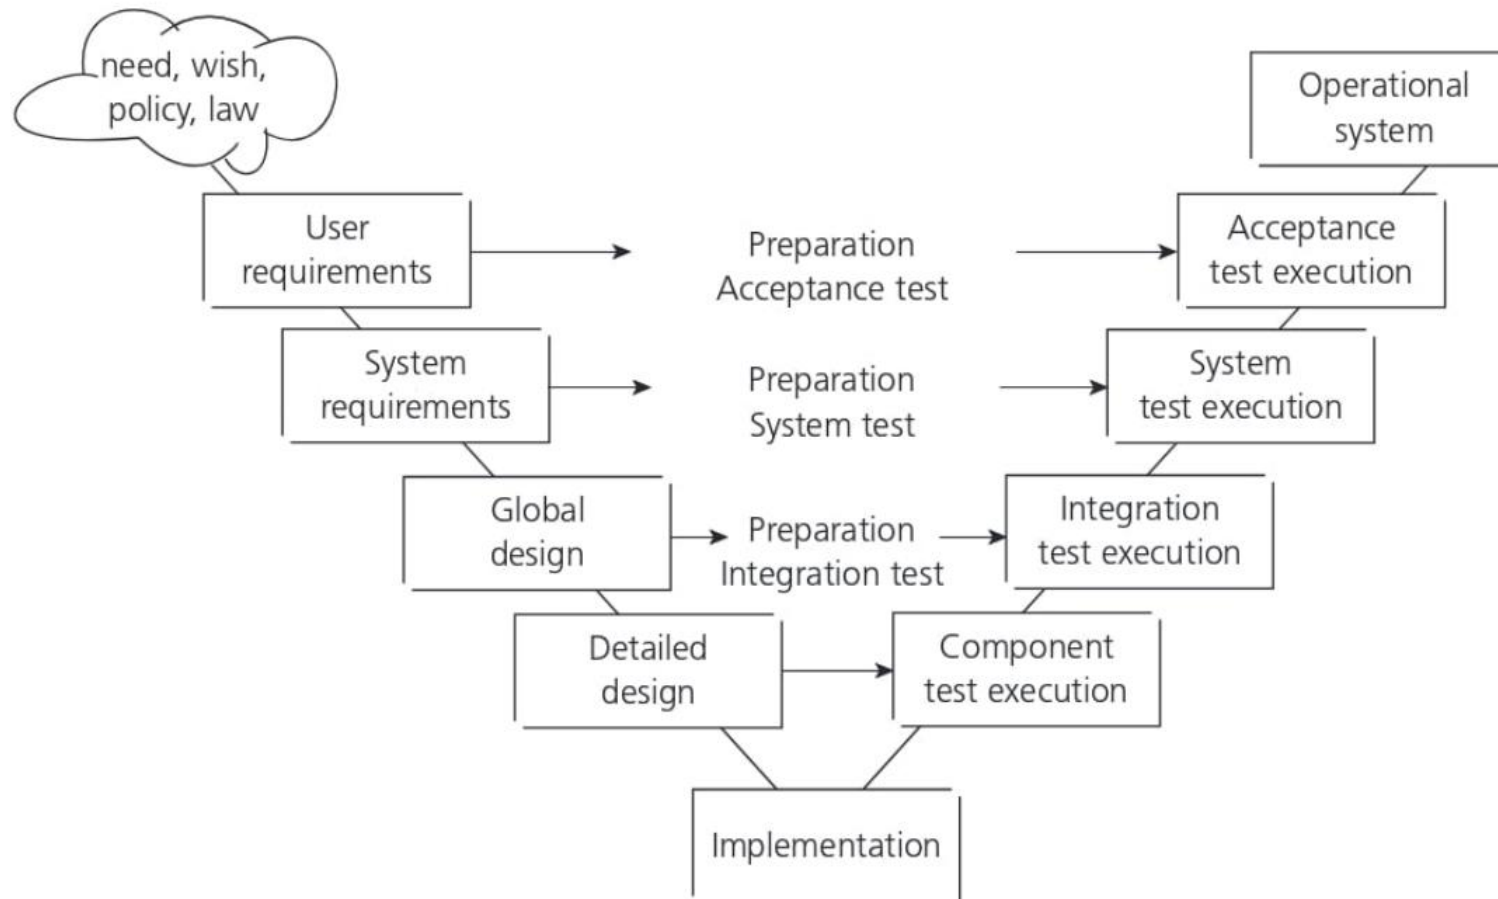 need, wish,
policy, law
Operational
system
User
requirements
Preparation
Acceptance test
Acceptance
test execution
System
requirements
Preparation
System test
System
test execution
Global
design
Preparation
Integration test
Integration
test execution
Detailed
design
Component
test execution
Implementation